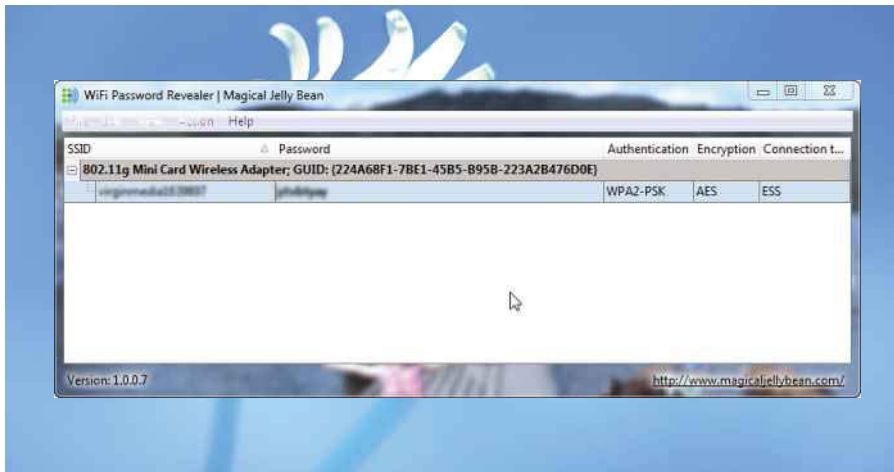 WiFi Password Revealer | Magical Jelly Bean
Help
SSID Password Authentication Encryption Connection t...
802.11g Mini Card Wireless Adapter; GUID: {224A68F1-7BE1-45B5-B95B-223A2B476D0E}
WPA2-PSK AES ESS
Version: 1.0.0.7 http://www.magicaljellybean.com/